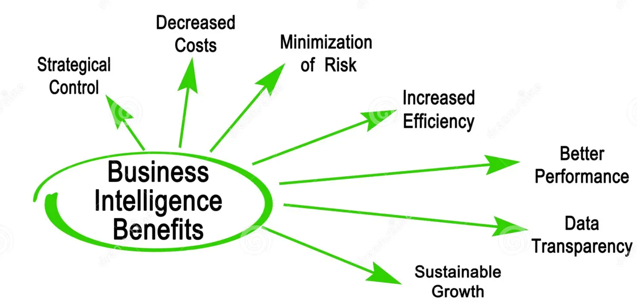 Decreased
Costs
Minimization
of Risk
Strategical
Control
Increased
Efficiency
Better
Performance
Business
Intelligence
Benefits
Data
Transparency
Sustainable
Growth